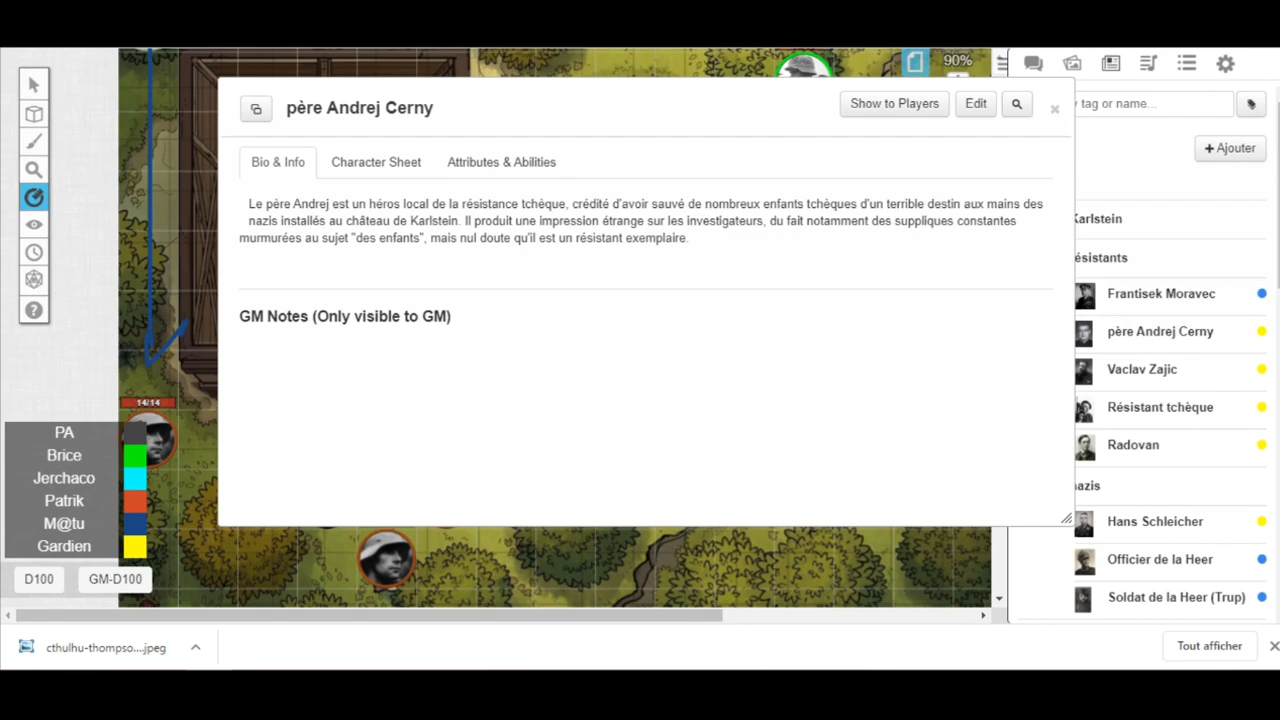 90%
père Andrej Cerny
Show to Players
Edit
y tag or name...
Ajouter
Bio & Info
Character Sheet
Attributes & Abilities
Le père Andrej est un héros local de la résistance tchèque, crédité d'avoir sauvé de nombreux enfants tchèques d'un terrible destin aux mains des
nazis installés au château de Karlstein. Il produit une impression étrange sur les investigateurs, du fait notamment des suppliques constantes
murmurées au sujet "des enfants", mais nul doute qu'il est un résistant exemplaire.
GM Notes (Only visible to GM)
Karlstein
ésistants
Frantisek Moravec
père Andrej Cerny
Vaclav Zajic
Résistant tchèque
Radovan
nazis
Hans Schleicher
Officier de la Heer
Soldat de la Heer (Trup)
14/14
PA
Brice
Jerchaco
Patrik
M@tu
Gardien
D100
GM-D100
cthulhu-thompso....jpeg
Tout afficher